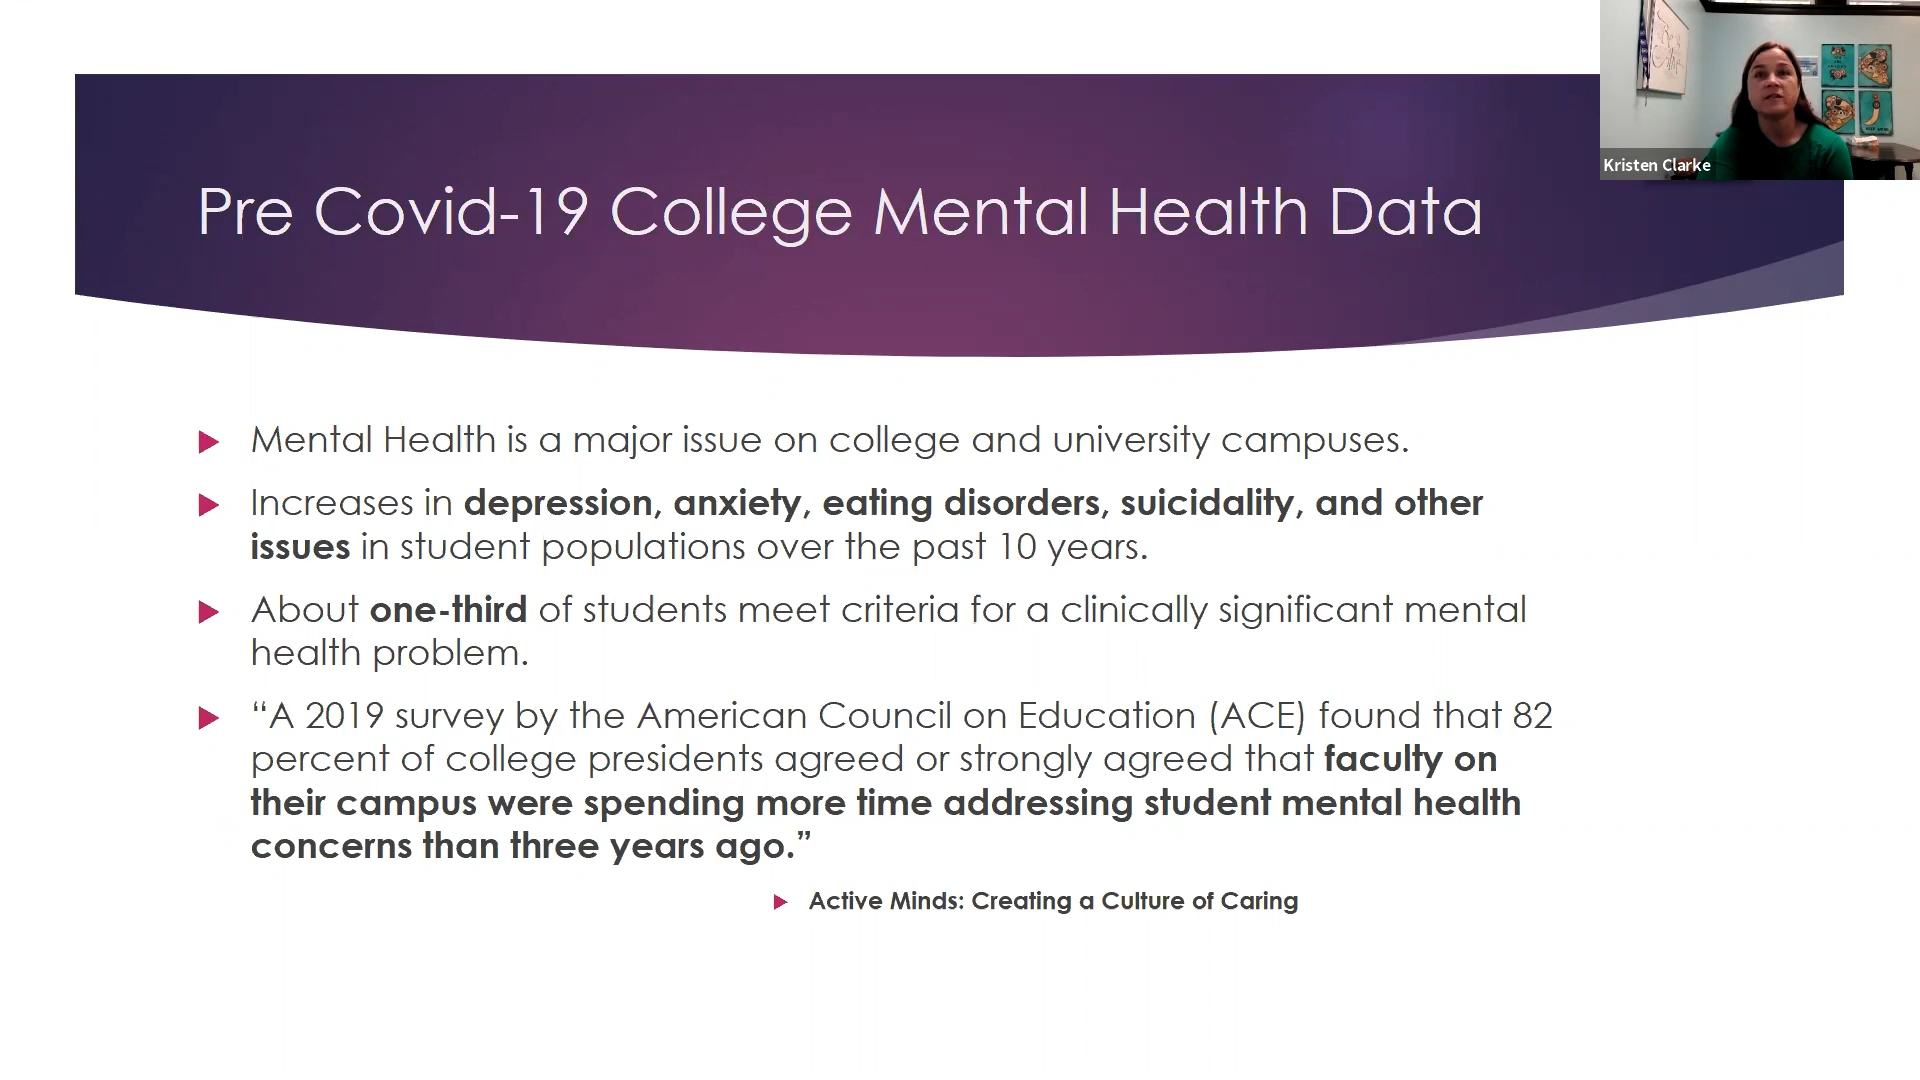 Pre Covid-19 College Mental Health Data
Kristen Clarke
Mental Health is a major issue on college and university campuses.
Increases in depression, anxiety, eating disorders, suicidality, and other
issues in student populations over the past 10 years.
About one-third of students meet criteria for a clinically significant mental
health problem.
“A 2019 survey by the American Council on Education (ACE) found that 82
percent of college presidents agreed or strongly agreed that faculty on
their campus were spending more time addressing student mental health
concerns than three years ago.”
Active Minds: Creating a Culture of Caring